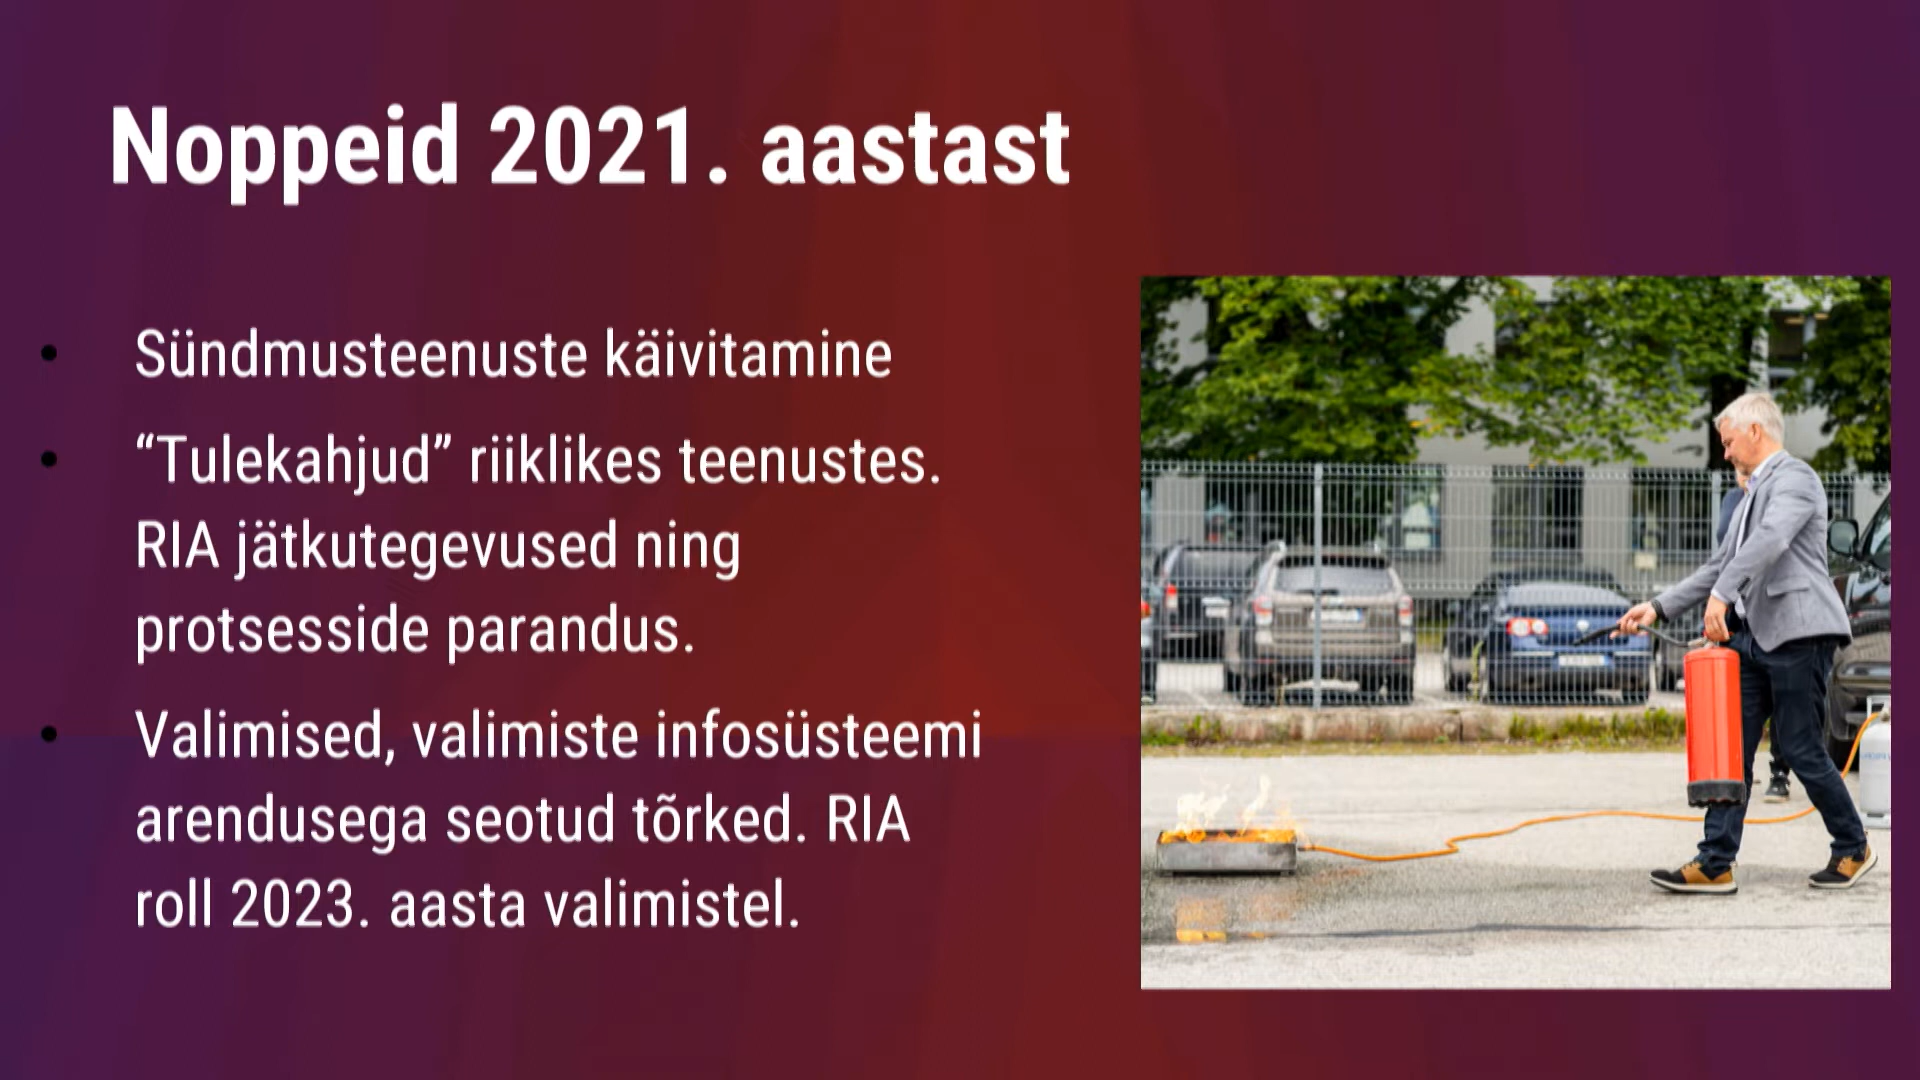 Noppeid 2021. aastast
• Sündmusteenuste käivitamine
• “Tulekahjud” riiklikes teenustes.
RIA jätkutegevused ning
protsesside parandus.
• Valimised, valimiste infosüsteemi
arendusega seotud tõrked. RIA
roll 2023. aasta valimistel.